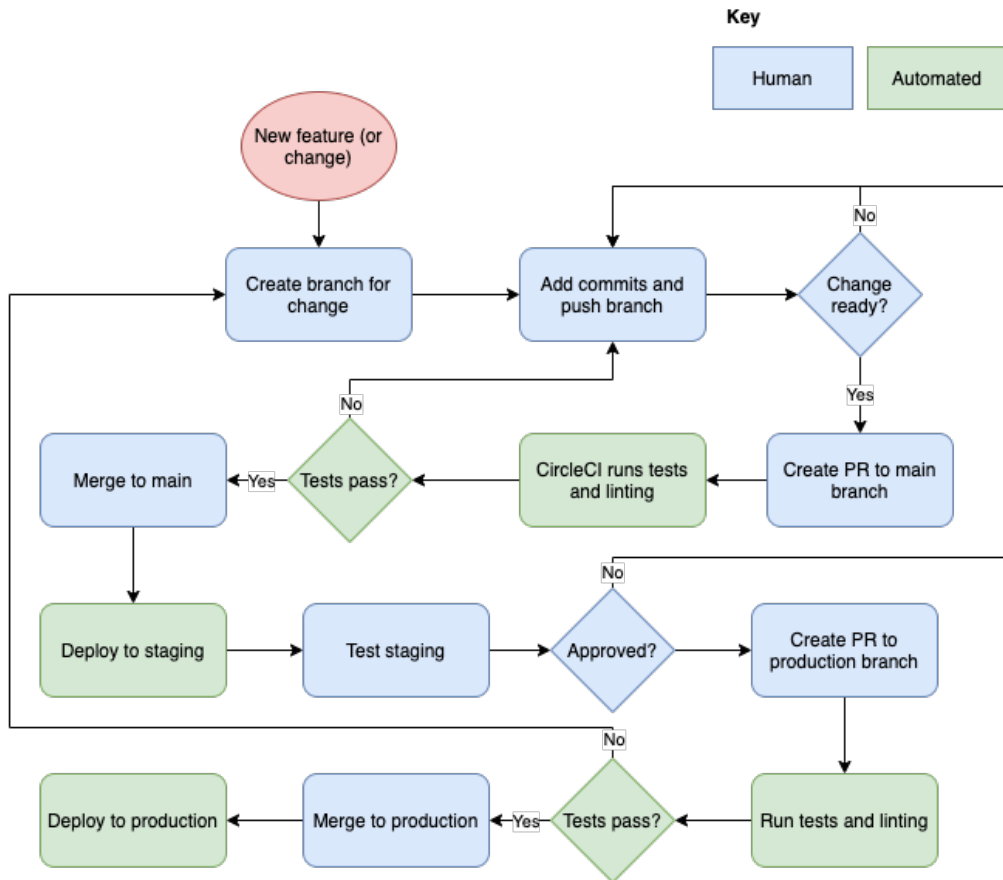 Key
Human
Automated
New feature (or
change)
No
Create branch for
change
Add commits and
push branch
Change
ready?
Yes
No
Merge to main
Yes
Tests pass?
CircleCI runs tests
and linting
Create PR to main
branch
No
Deploy to staging
Test staging
Approved?
Create PR to
production branch
No
Deploy to production
Merge to production
Yes
Tests pass?
Run tests and linting